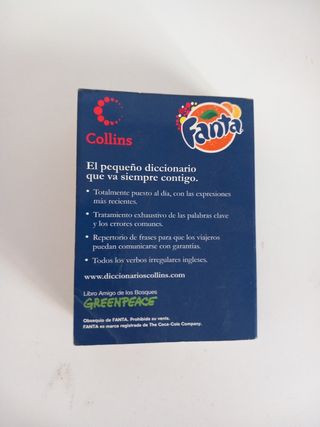 Collins
Fanta
El pequeño diccionario
que va siempre contigo.
• Totalmente puesto al día, con las expresiones
más recientes.
• Tratamiento exhaustivo de las palabras clave
y los errores comunes.
• Repertorio de frases para que los viajeros
puedan comunicarse con garantías.
• Todos los verbos irregulares ingleses.
www.diccionarioscollins.com
Libro Amigo de los Bosques
GREENPEACE
Obsequio de FANTA. Prohibida su venta.
FANTA es marca registrada de The Coca-Cola Company.